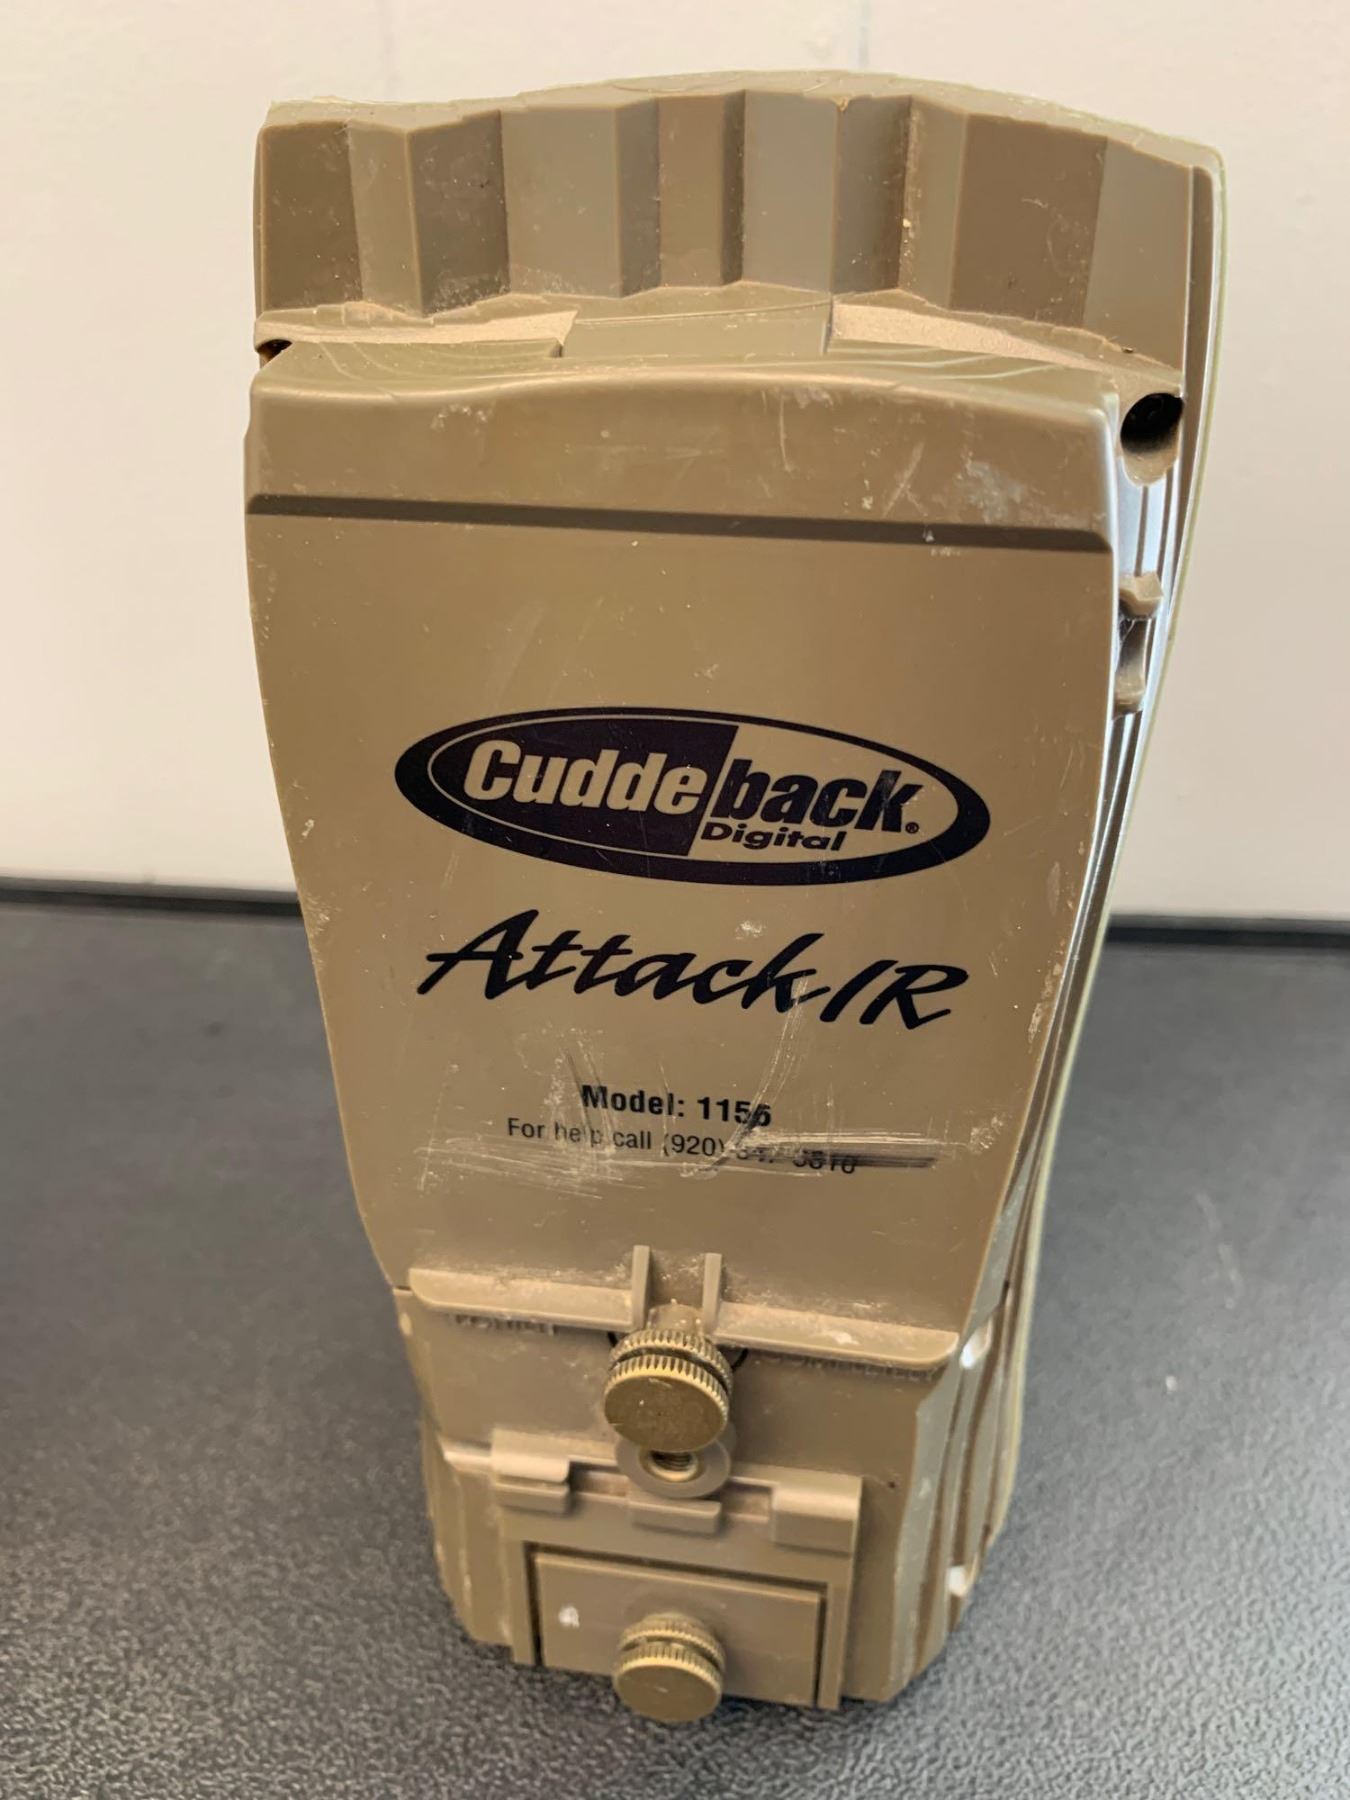 Cuddeback®
Digital
Attack IR
Model: 1156
For help call (920)